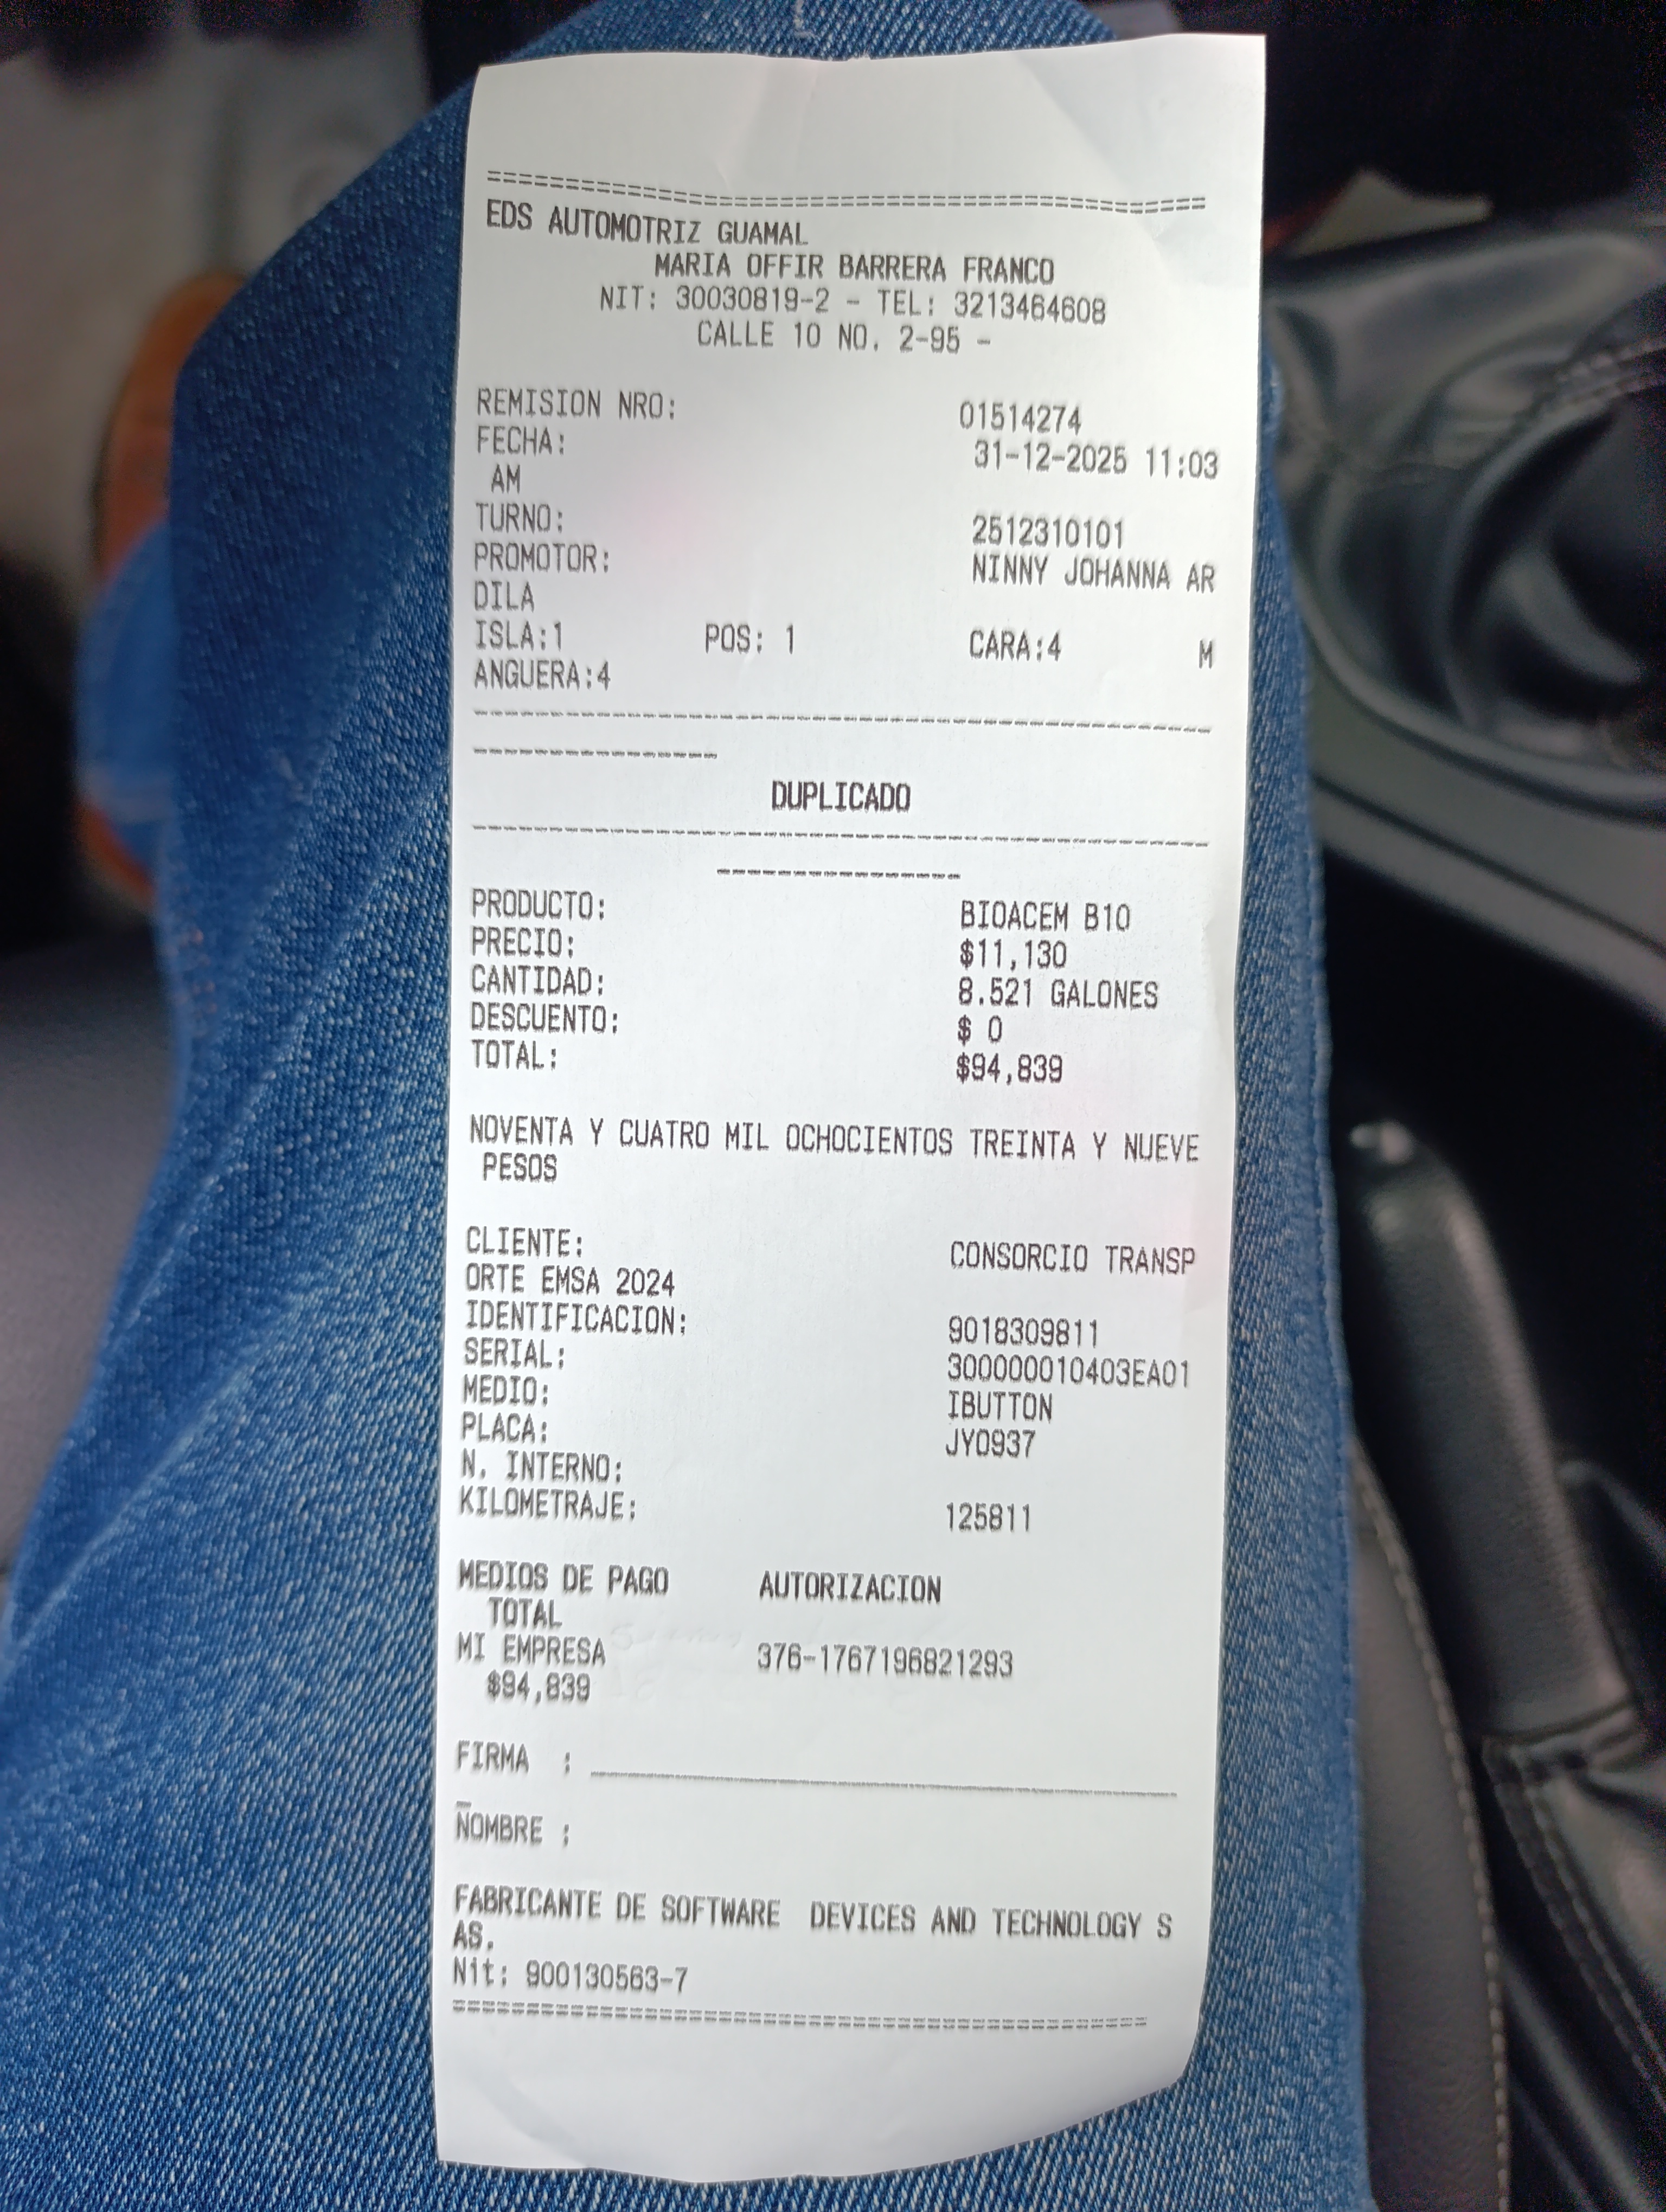 EDS AUTOMOTRIZ GUAMAL
MARIA OFFIR BARRERA FRANCO
NIT: 30030819-2 - TEL: 3213464608
CALLE 10 NO. 2-95 -
REMISION NRO: 01514274
FECHA: 31-12-2025 11:03
AM
TURNO: 2512310101
PROMOTOR: NINNY JOHANNA AR
DILA
ISLA:1 POS: 1 CARA:4 M
ANGUERA:4
DUPLICADO
PRODUCTO: BIOACEM B10
PRECIO: $11,130
CANTIDAD: 8.521 GALONES
DESCUENTO: $ 0
TOTAL: $94,839
NOVENTA Y CUATRO MIL OCHOCIENTOS TREINTA Y NUEVE
PESOS
CLIENTE: CONSORCIO TRANSP
ORTE EMSA 2024
IDENTIFICACION: 9018309811
SERIAL: 300000010403EA01
MEDIO: IBUTTON
PLACA: JYO937
N. INTERNO:
KILOMETRAJE: 125811
MEDIOS DE PAGO AUTORIZACION
TOTAL
MI EMPRESA 376-1767196821293
$94,839
FIRMA :
NOMBRE :
FABRICANTE DE SOFTWARE DEVICES AND TECHNOLOGY S
AS.
Nit: 900130563-7